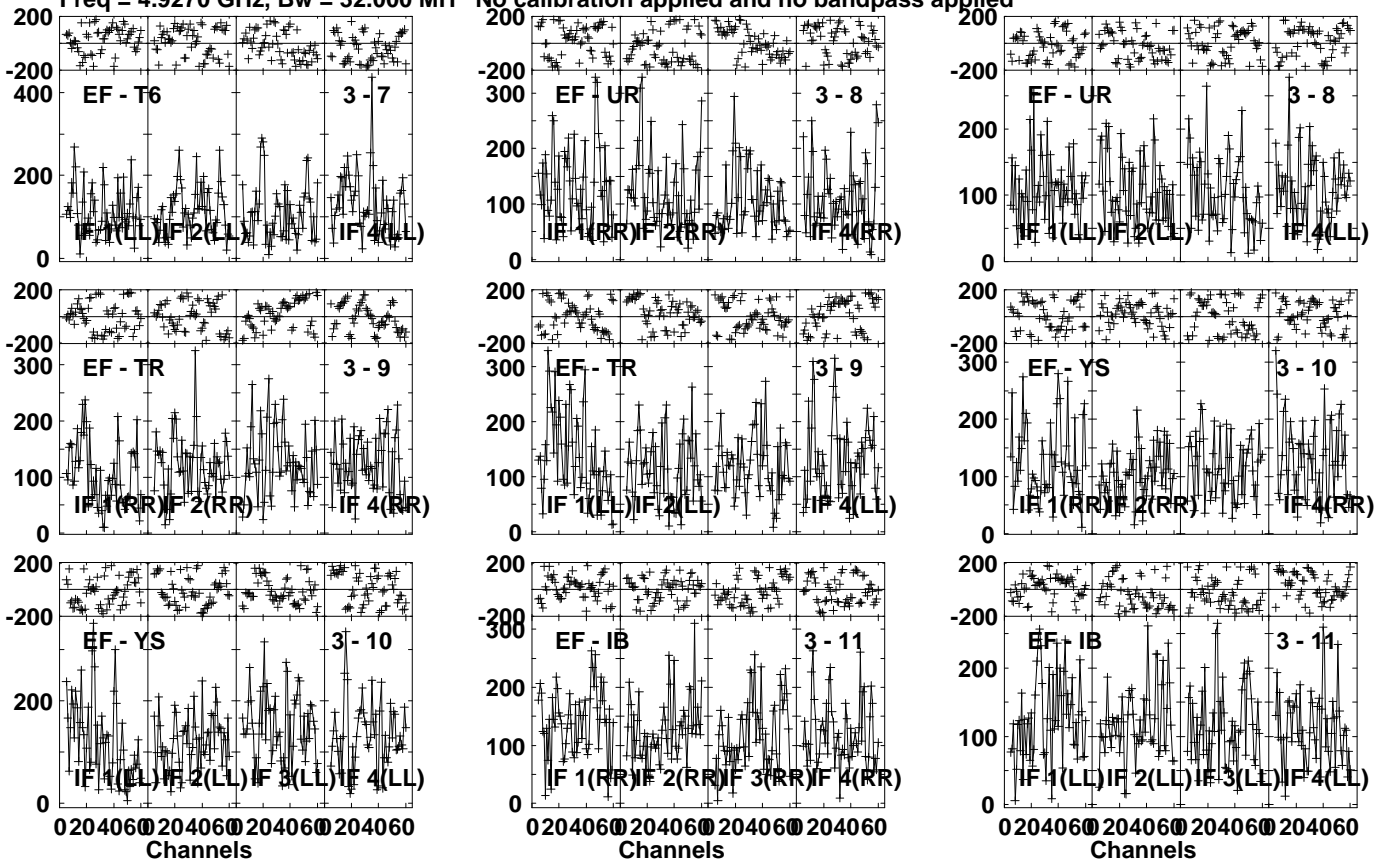 Freq = 4.9270 GHz, Bw = 32.000 MH No calibration applied and no bandpass applied
200
-200
400
200
0
EF - T6
3 - 7
IF 1(LL) IF 2(LL) IF 4(LL)
200
-200
300
200
100
0
EF - UR
3 - 8
IF 1(RR) IF 2(RR) IF 4(RR)
200
-200
200
100
0
EF - UR
3 - 8
IF 1(LL) IF 2(LL) IF 4(LL)
200
-200
300
200
100
0
EF - TR
3 - 9
IF 1(RR) IF 2(RR) IF 4(RR)
200
-200
300
200
100
0
EF - TR
3 - 9
IF 1(LL) IF 2(LL) IF 4(LL)
200
-200
300
200
100
0
EF - YS
3 - 10
IF 1(RR) IF 2(RR) IF 4(RR)
200
-200
200
0
EF - YS
3 - 10
IF 1(LL) IF 2(LL) IF 3(LL) IF 4(LL)
0 20 40 60 0 20 40 60 0 20 40 60 0 20 40 60
Channels
200
-200
300
200
100
0
EF - IB
3 - 11
IF 1(RR) IF 2(RR) IF 3(RR) IF 4(RR)
0 20 40 60 0 20 40 60 0 20 40 60 0 20 40 60
Channels
200
-200
200
100
0
EF - IB
3 - 11
IF 1(LL) IF 2(LL) IF 3(LL) IF 4(LL)
0 20 40 60 0 20 40 60 0 20 40 60 0 20 40 60
Channels